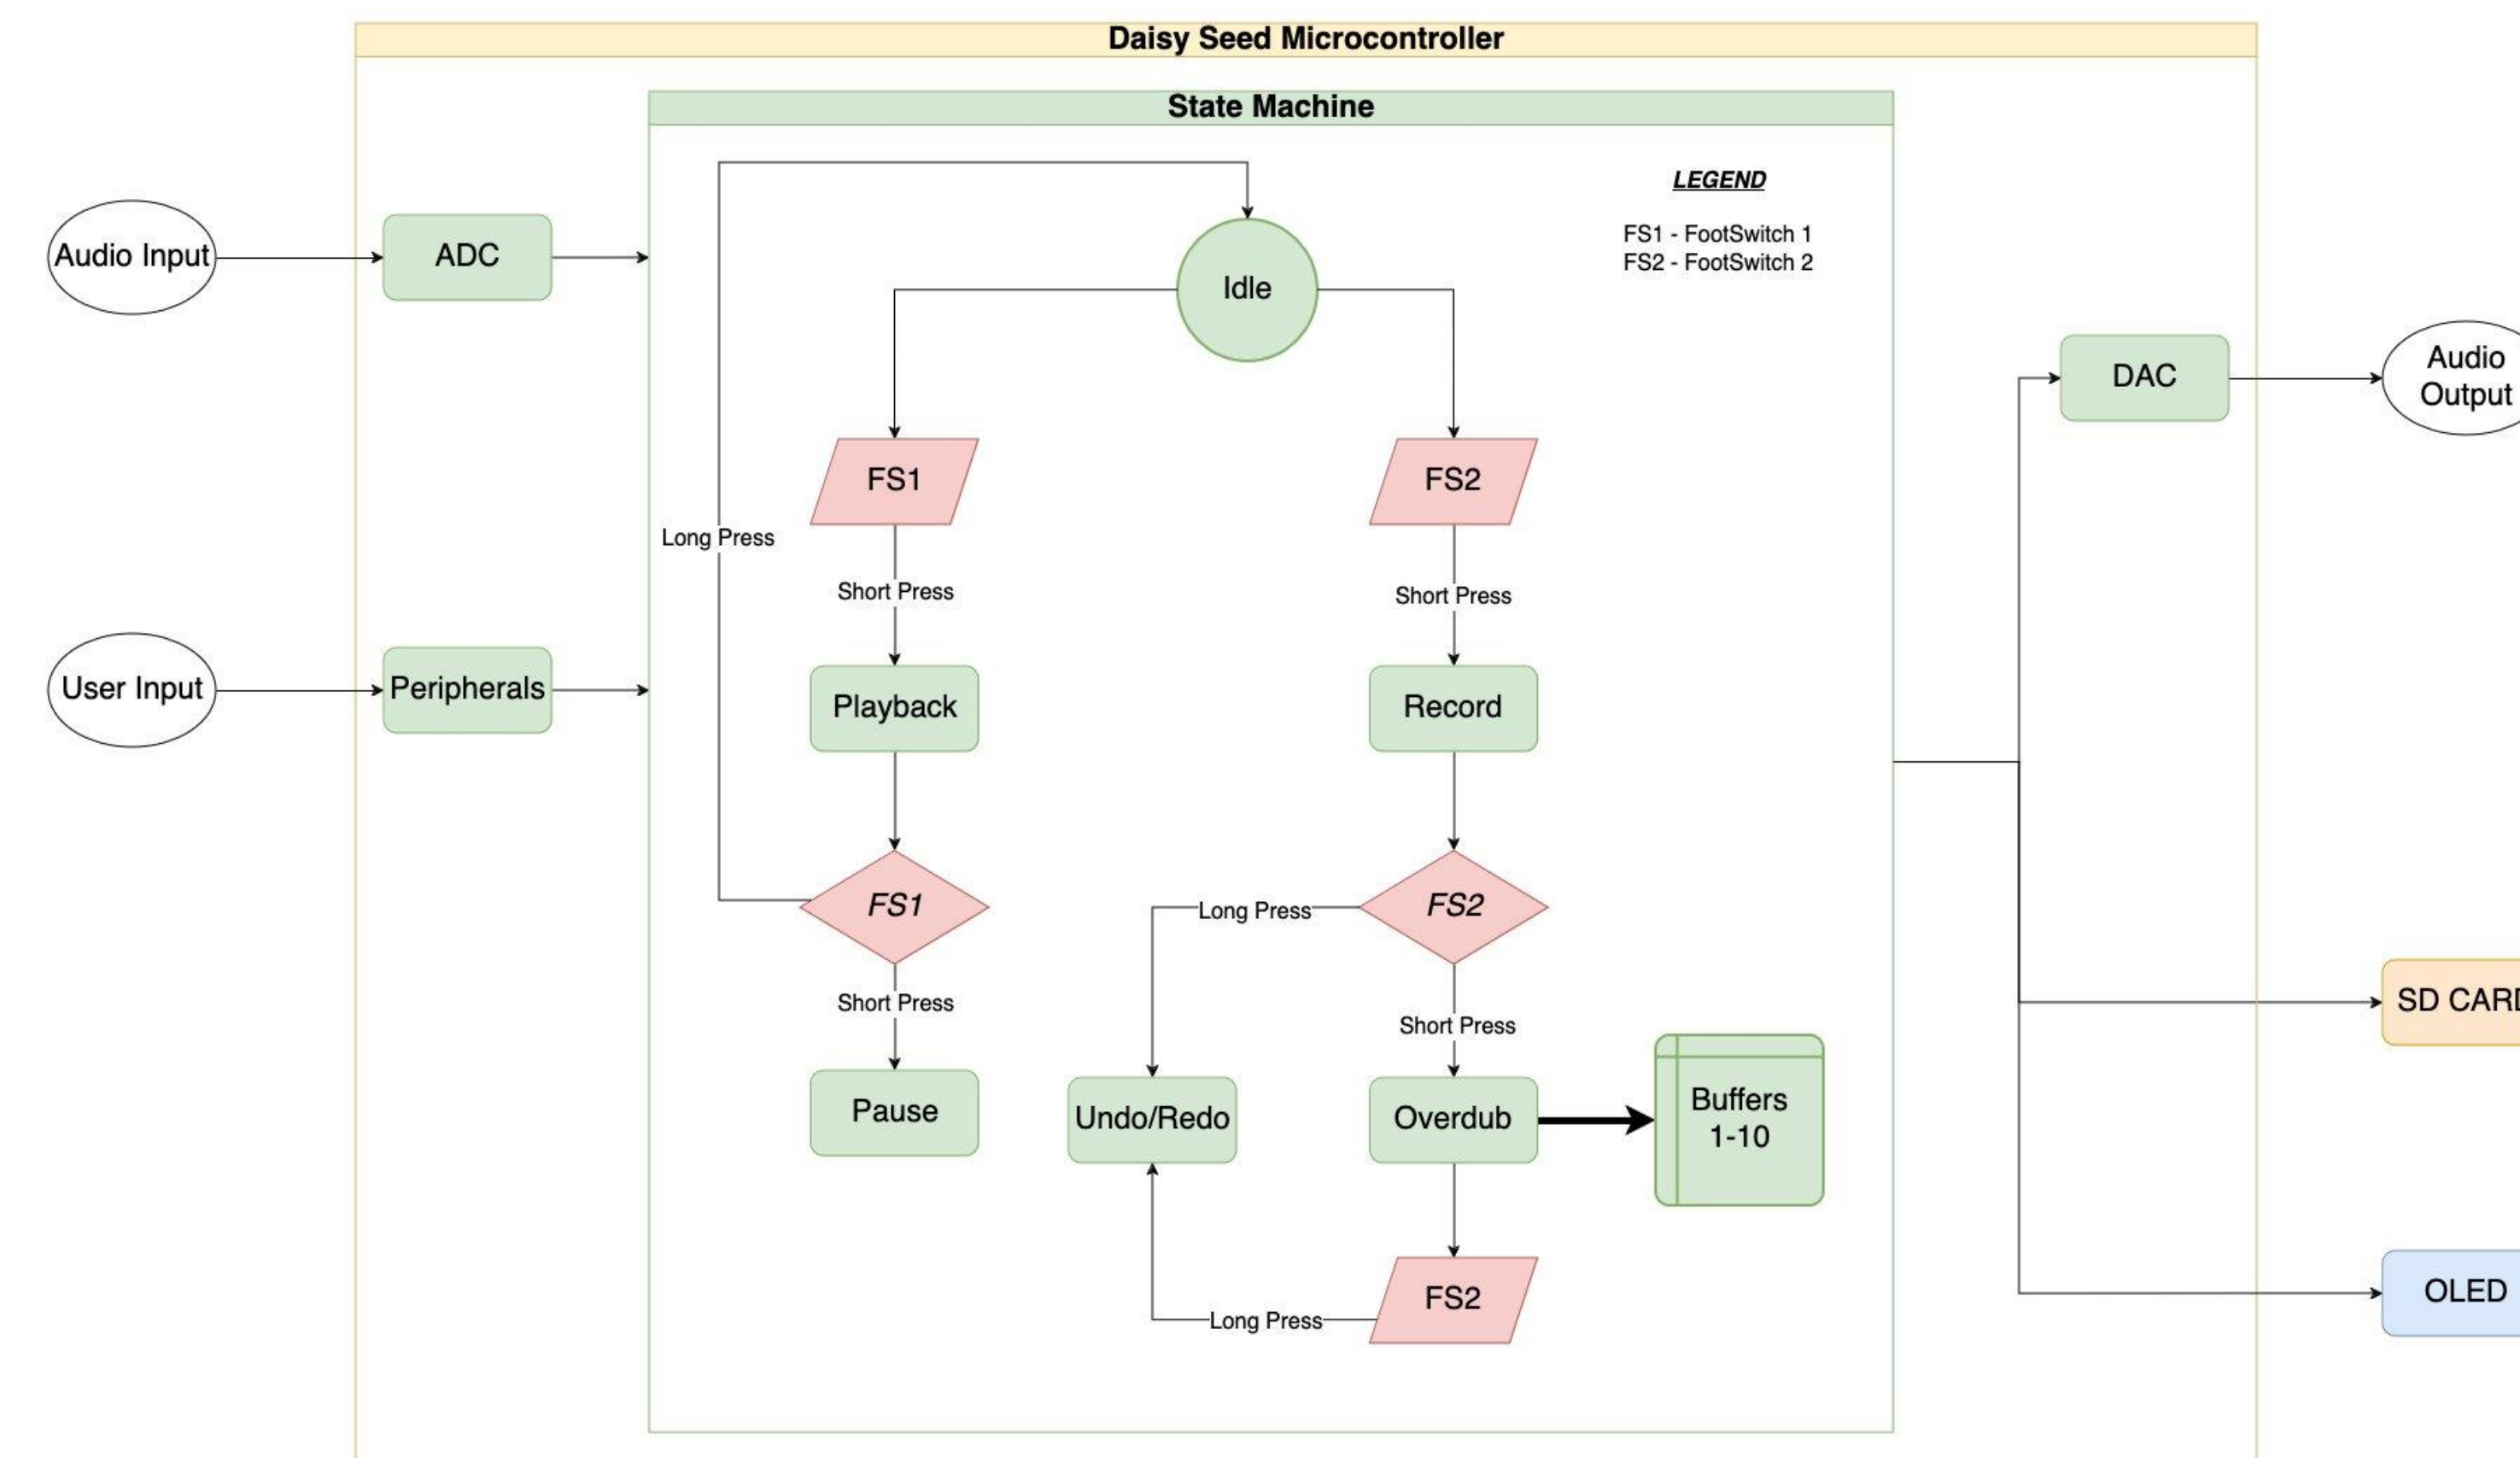 Daisy Seed Microcontroller
State Machine
LEGEND
FS1 - FootSwitch 1
FS2 - FootSwitch 2
Audio Input
ADC
Idle
Audio
Output
DAC
FS1
FS2
Long Press
Short Press
Short Press
User Input
Peripherals
Playback
Record
FS1
FS2
Long Press
Short Press
Short Press
SD CARD
Pause
Undo/Redo
Overdub
Buffers
1-10
FS2
Long Press
OLED